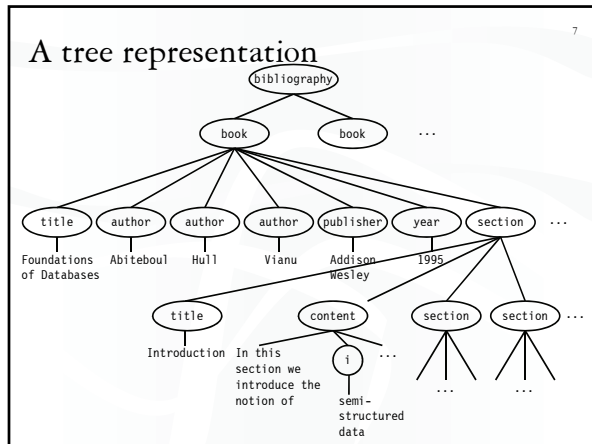 7
A tree representation
bibliography
book
book
...
title
author
author
author
publisher
year
section
...
Foundations
of Databases
Abiteboul
Hull
Vianu
Addison
Wesley
1995
title
content
section
section
...
Introduction
In this
section we
introduce the
notion of
i
...
...
...
semi-
structured
data